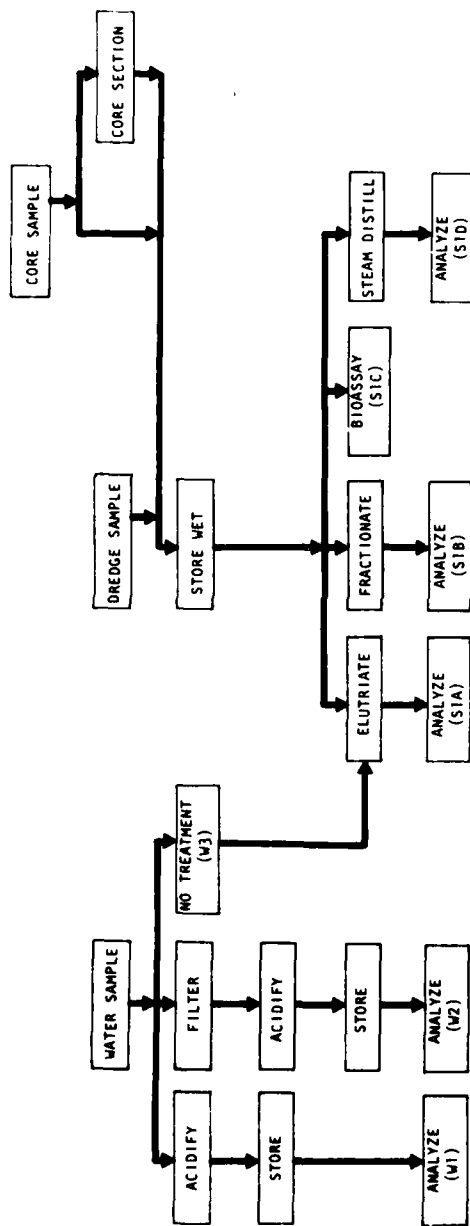 CORE SAMPLE
CORE SECTION
DREDGE SAMPLE
STORE WET
STEAM DISTILL
ANALYZE
(S1D)
BIOASSAY
(S1C)
FRACTIONATE
ANALYZE
(S1B)
ELUTRIATE
ANALYZE
(S1A)
WATER SAMPLE
NO TREATMENT
(W3)
FILTER
ACIDIFY
STORE
ANALYZE
(W2)
ACIDIFY
STORE
ANALYZE
(W1)